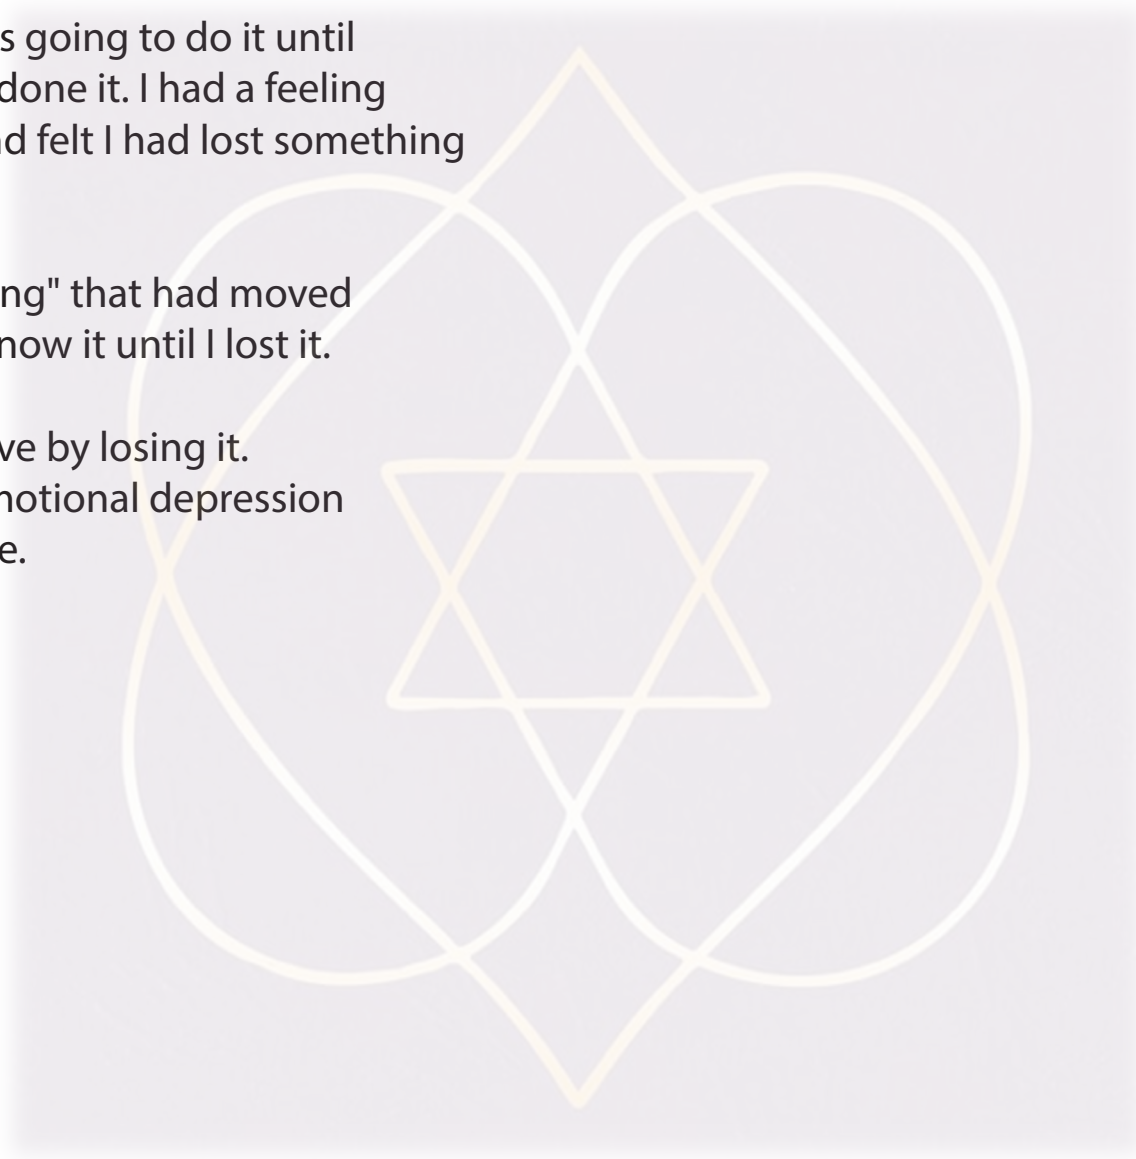 s going to do it until
done it. I had a feeling
d felt I had lost something
ng" that had moved
now it until I lost it.
ve by losing it.
notional depression
e.